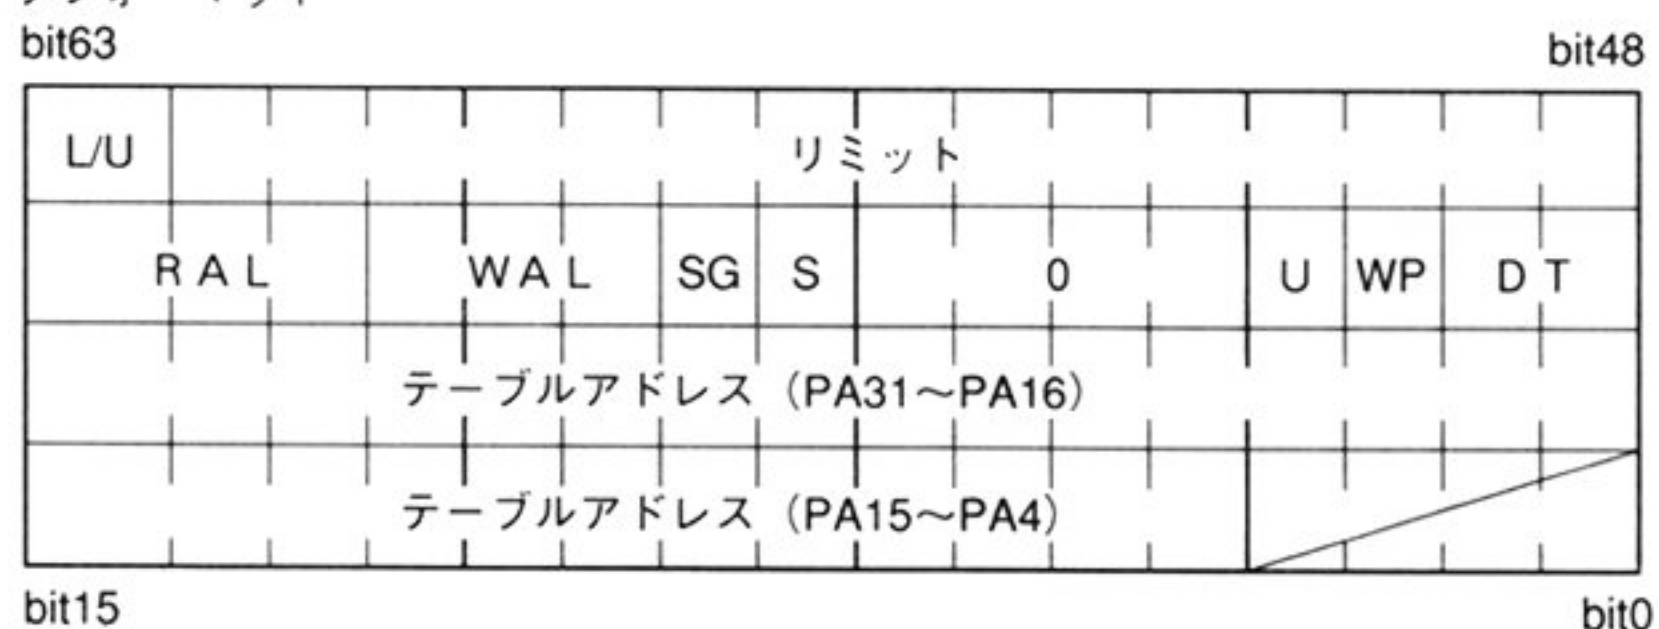 bit63 bit48
L/U リミット
RAL WAL SG S 0 U WP DT
テーブルアドレス（PA31～PA16）
テーブルアドレス（PA15～PA4）
bit15 bit0